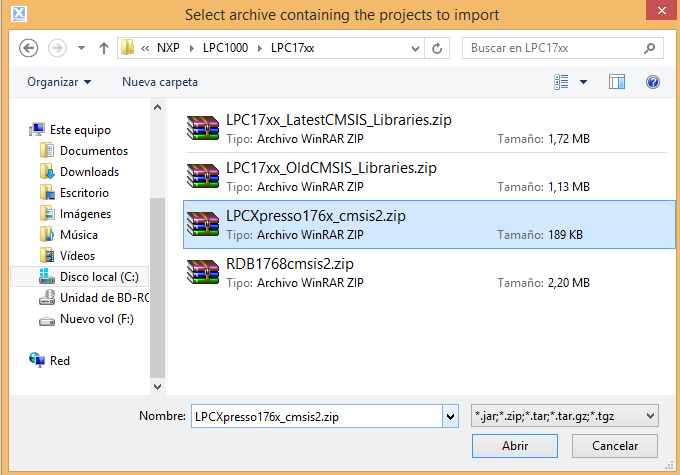 Select archive containing the projects to import
« NXP LPC1000 LPC17xx
Buscar en LPC17xx
Organizar Nueva carpeta
Este equipo
Documentos
Downloads
Escritorio
Imágenes
Música
Vídeos
Disco local (C:)
Unidad de BD-RO
Nuevo vol (F:)
Red
LPC17xx_LatestCMSIS_Libraries.zip
Tipo: Archivo WinRAR ZIP Tamaño: 1,72 MB
LPC17xx_OldCMSIS_Libraries.zip
Tipo: Archivo WinRAR ZIP Tamaño: 1,13 MB
LPCXpresso176x_cmsis2.zip
Tipo: Archivo WinRAR ZIP Tamaño: 189 KB
RDB1768cmsis2.zip
Tipo: Archivo WinRAR ZIP Tamaño: 2,20 MB
Nombre: LPCXpresso176x_cmsis2.zip
*.jar;*.zip;*.tar;*.tar.gz;*.tgz
Abrir Cancelar